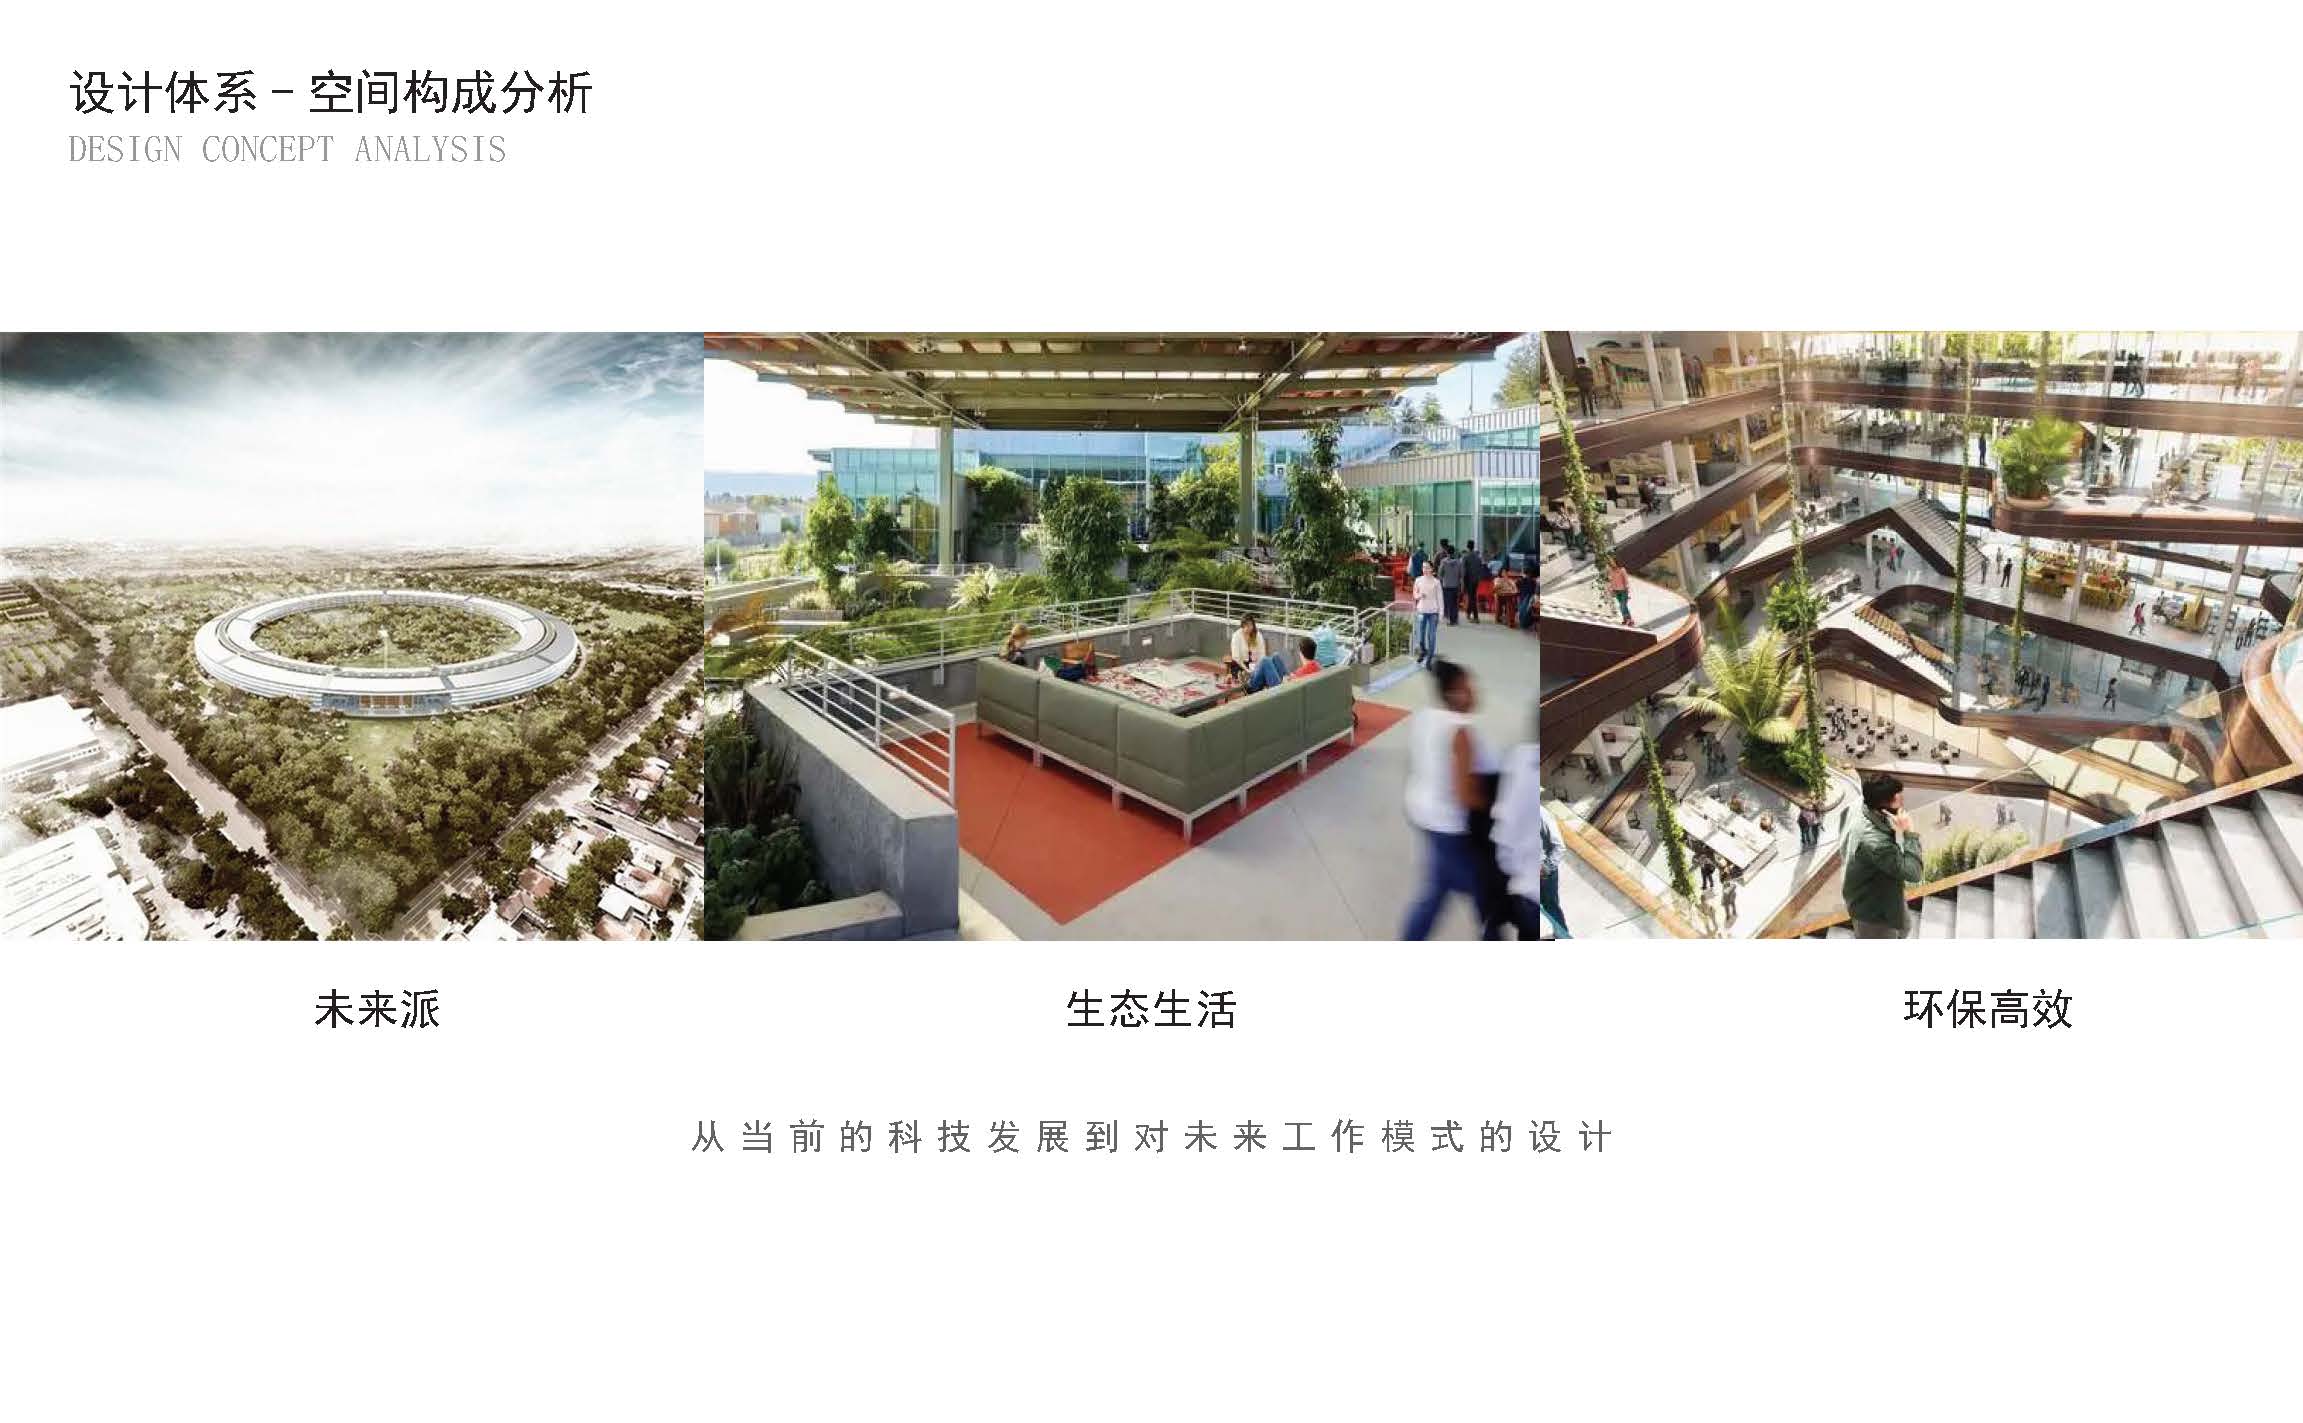 设计体系-空间构成分析
DESIGN CONCEPT ANALYSIS
未来派
生态生活
环保高效
从当前的科技发展到对未来工作模式的设计